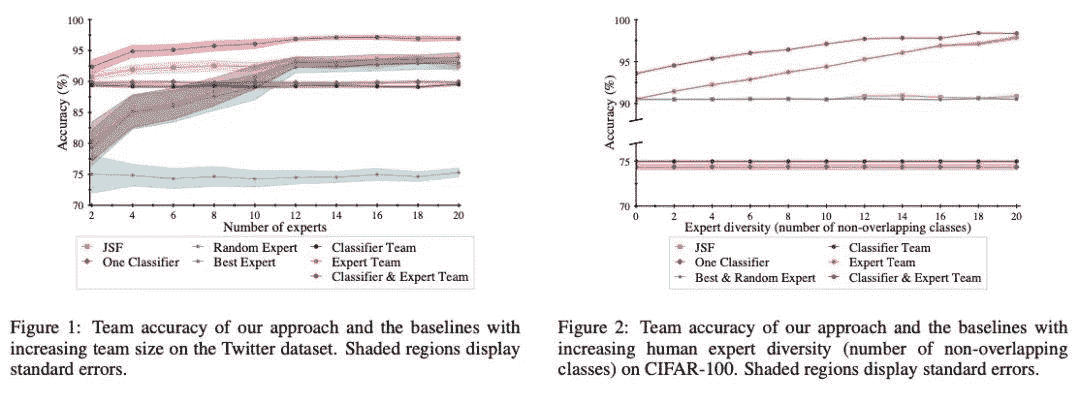 100
95
90
85
80
75
70
Accuracy (%)
2 4 6 8 10 12 14 16 18 20
Number of experts
JSF Random Expert Classifier Team
One Classifier Best Expert Expert Team
Classifier & Expert Team
Figure 1: Team accuracy of our approach and the baselines with
increasing team size on the Twitter dataset. Shaded regions display
standard errors.
100
95
90
75
70
Accuracy (%)
0 2 4 6 8 10 12 14 16 18 20
Expert diversity (number of non-overlapping classes)
JSF Classifier Team
One Classifier Expert Team
Best & Random Expert Classifier & Expert Team
Figure 2: Team accuracy of our approach and the baselines with
increasing human expert diversity (number of non-overlapping
classes) on CIFAR-100. Shaded regions display standard errors.